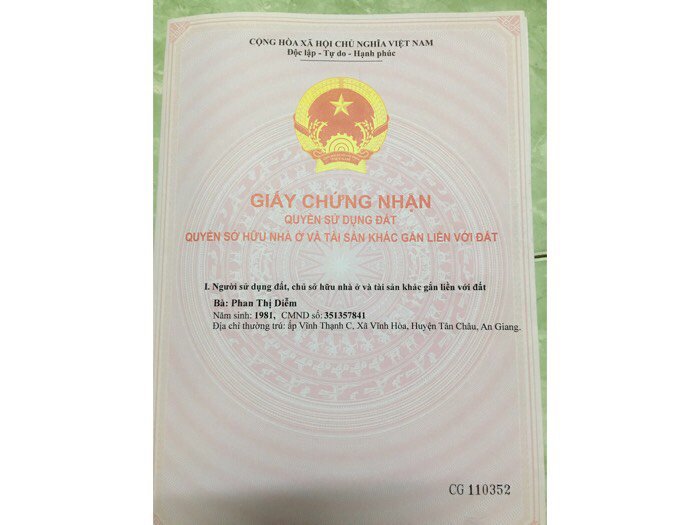 CỘNG HÒA XÃ HỘI CHỦ NGHĨA VIỆT NAM
Độc lập - Tự do - Hạnh phúc
VIỆT NAM
GIẤY CHỨNG NHẬN
QUYỀN SỬ DỤNG ĐẤT
QUYỀN SỞ HỮU NHÀ Ở VÀ TÀI SẢN KHÁC GẮN LIỀN VỚI ĐẤT
I. Người sử dụng đất, chủ sở hữu nhà ở và tài sản khác gắn liền với đất
Bà: Phan Thị Diễm
Năm sinh: 1981, CMND số: 351357841
Địa chỉ thường trú: ấp Vĩnh Thạnh C, Xã Vĩnh Hòa, Huyện Tân Châu, An Giang.
CG 110352